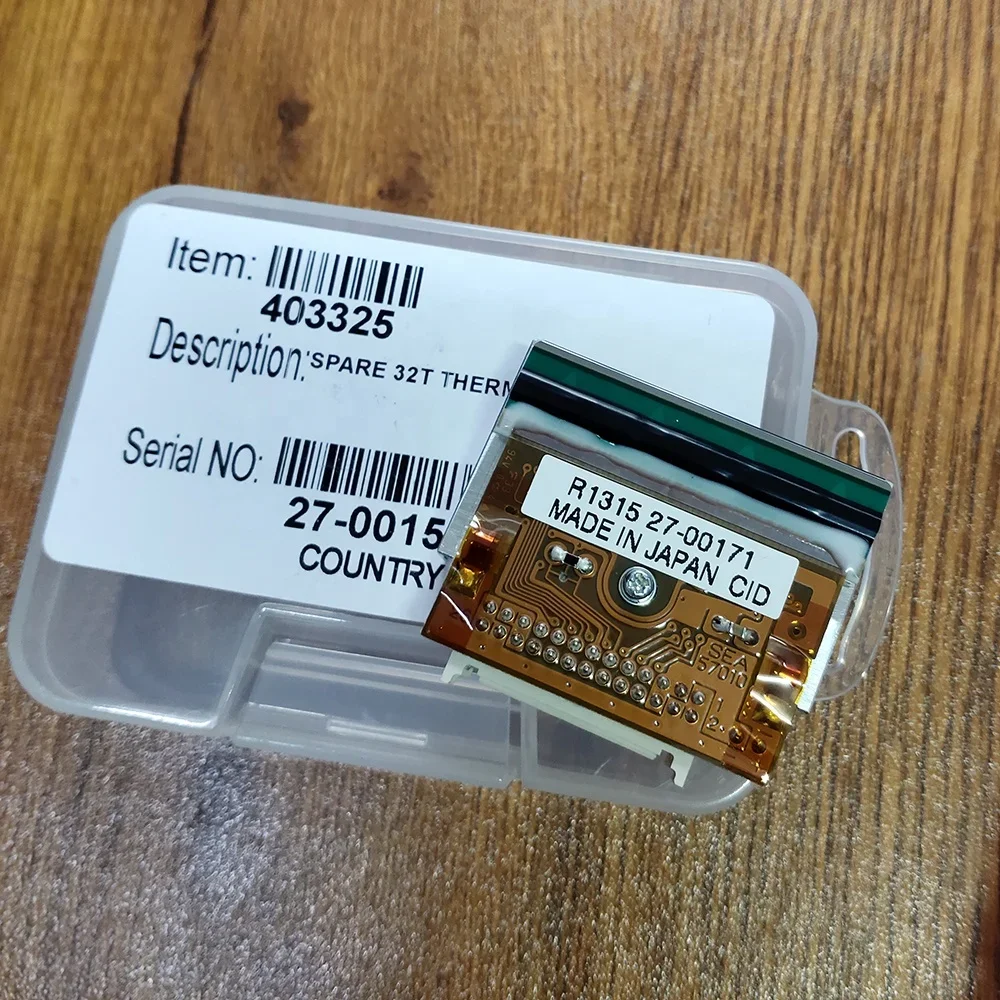 Item:
403325
Description:'SPARE 32T THERM
Serial NO:
27-0015
COUNTRY
R1315 27-00171
MADE IN JAPAN CID
SEA
57010
1
2